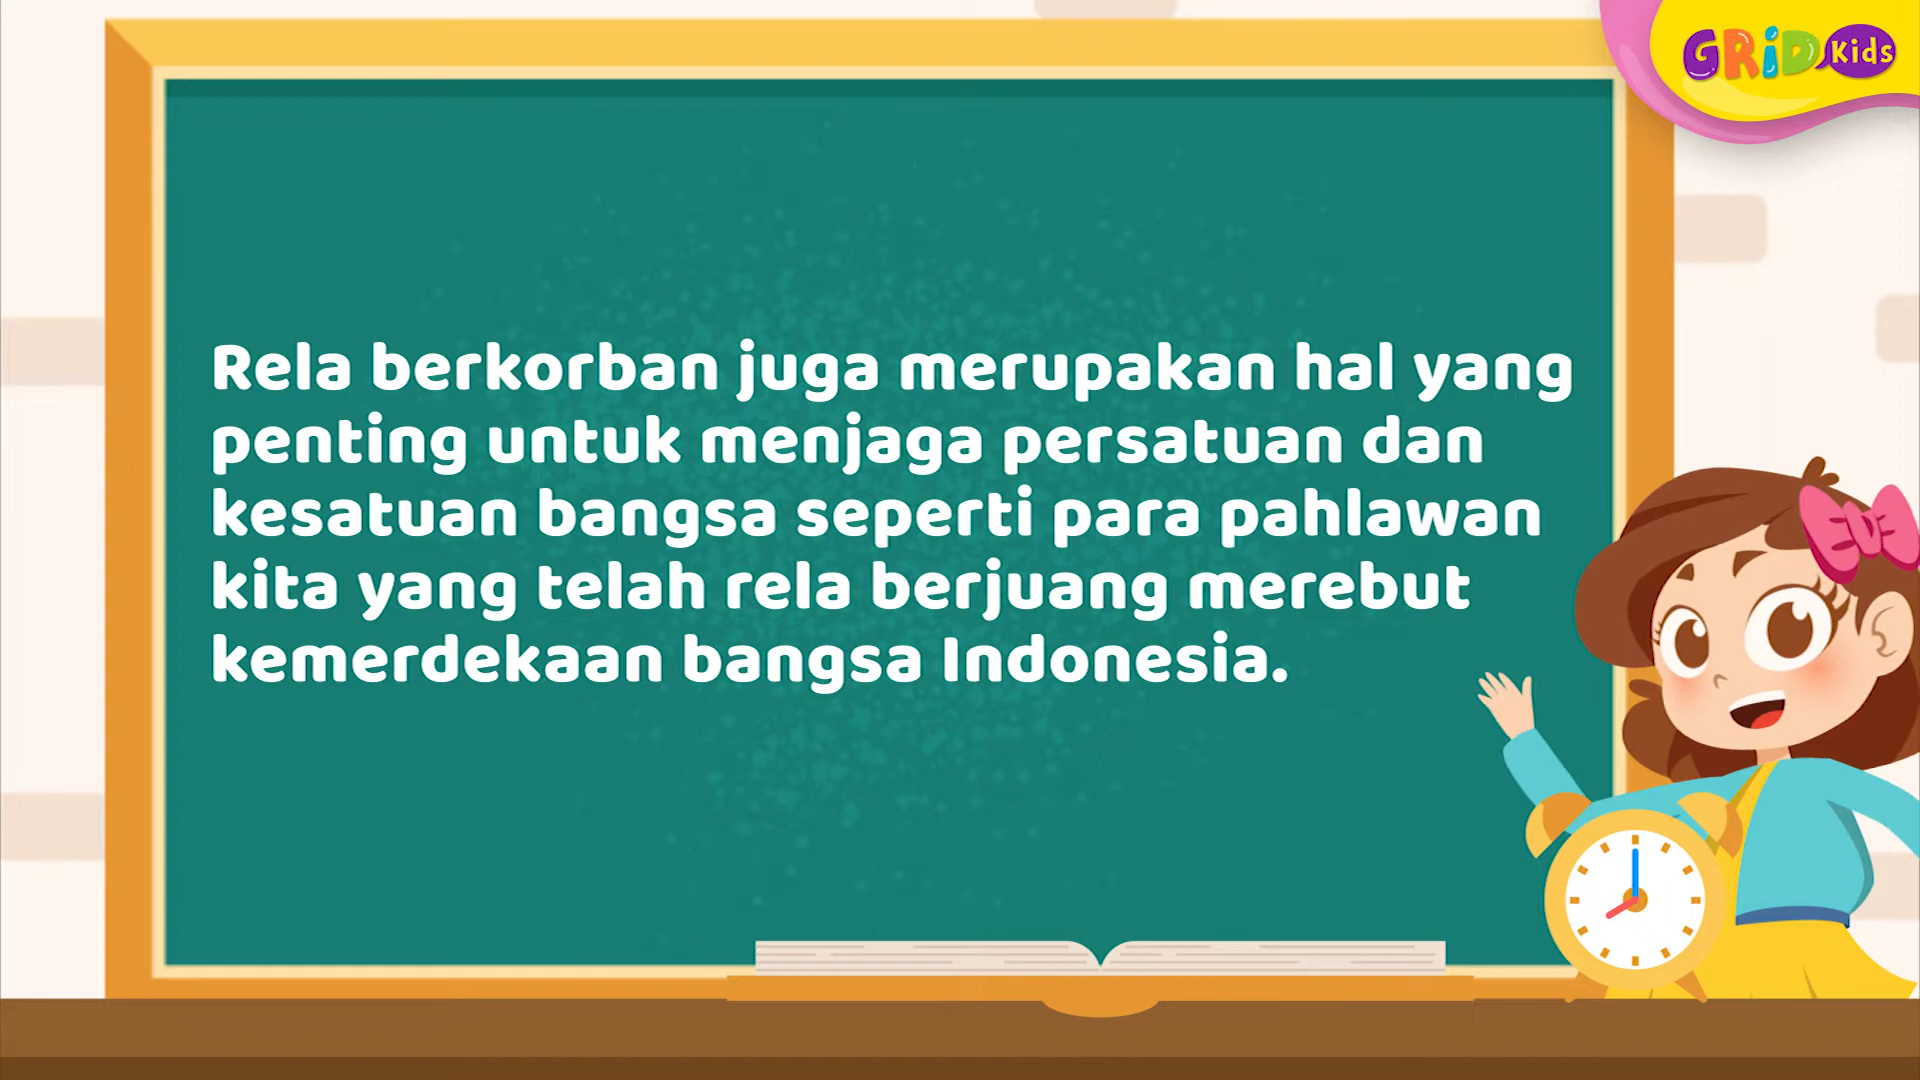 GRiD Kids
Rela berkorban juga merupakan hal yang
penting untuk menjaga persatuan dan
kesatuan bangsa seperti para pahlawan
kita yang telah rela berjuang merebut
kemerdekaan bangsa Indonesia.